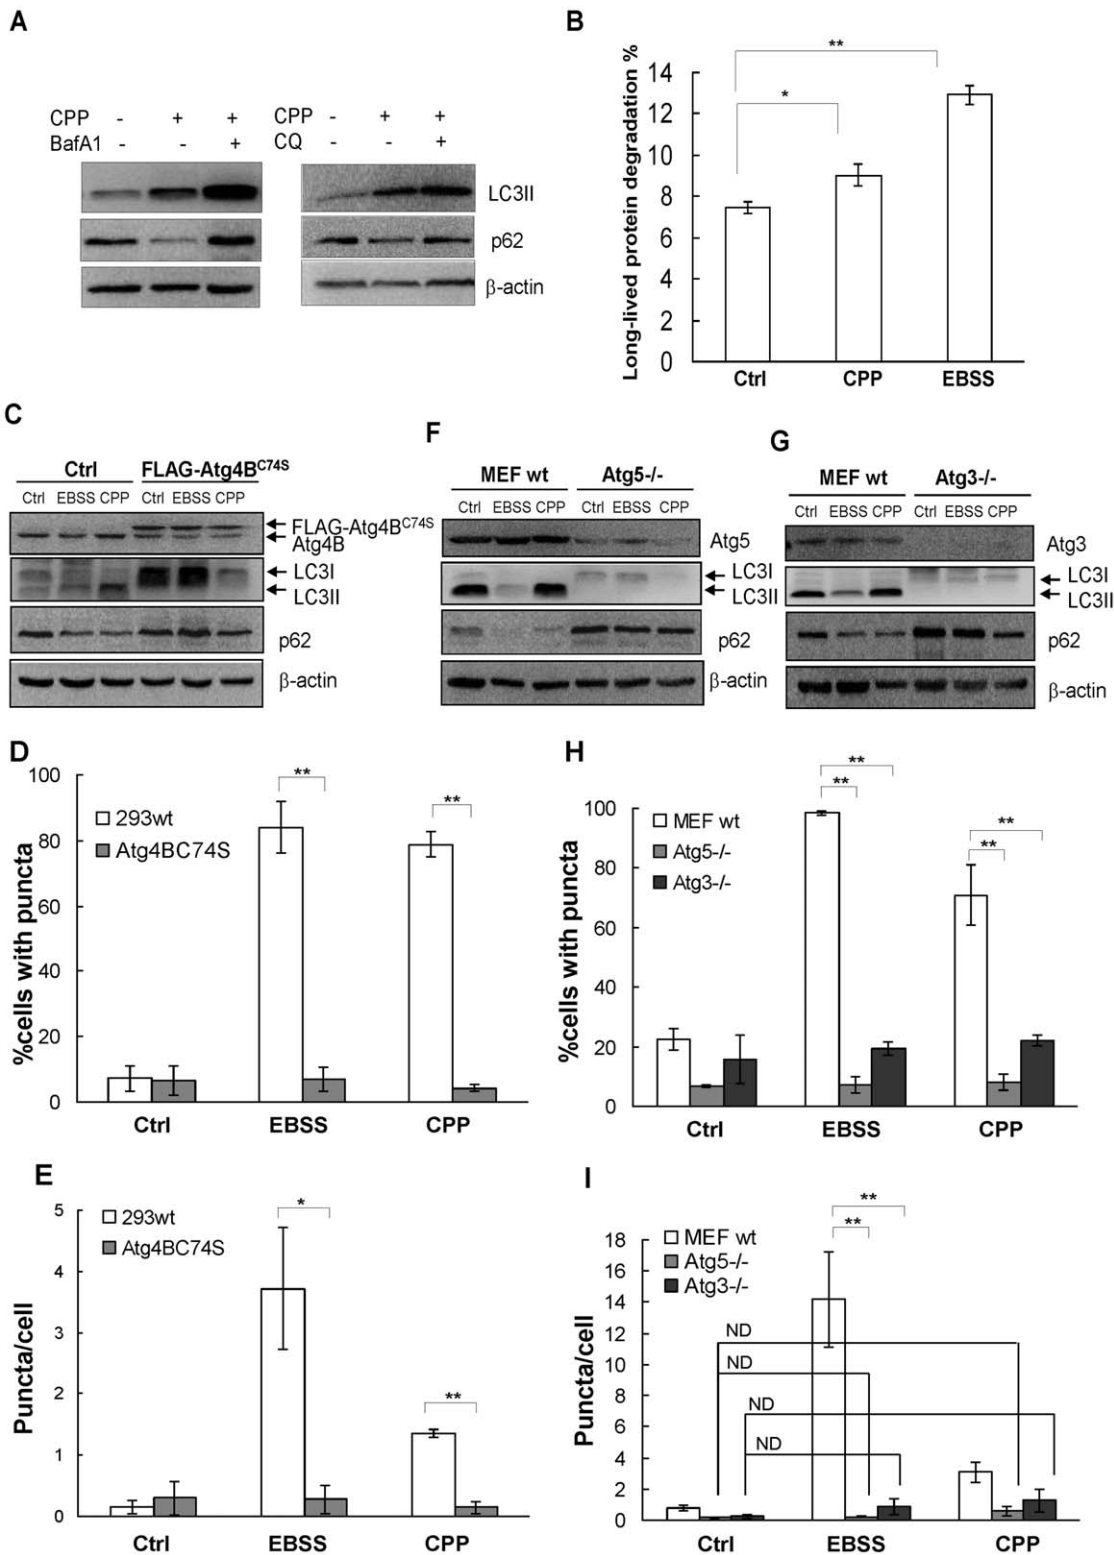 A
CPP - + +
BafA1 - - +
CPP - + +
CQ - - +
LC3II
p62
β-actin
B
**
*
Long-lived protein degradation %
14
12
10
8
6
4
2
0
Ctrl CPP EBSS
C
Ctrl FLAG-Atg4BC74S
Ctrl EBSS CPP Ctrl EBSS CPP
FLAG-Atg4BC74S
Atg4B
LC3I
LC3II
p62
β-actin
F
MEF wt Atg5-/-
Ctrl EBSS CPP Ctrl EBSS CPP
Atg5
LC3I
LC3II
p62
β-actin
G
MEF wt Atg3-/-
Ctrl EBSS CPP Ctrl EBSS CPP
Atg3
LC3I
LC3II
p62
β-actin
D
%cells with puncta
100
80
60
40
20
0
293wt
Atg4BC74S
**
**
Ctrl EBSS CPP
H
%cells with puncta
100
80
60
40
20
0
MEF wt
Atg5-/-
Atg3-/-
**
**
**
**
Ctrl EBSS CPP
E
Puncta/cell
5
4
3
2
1
0
293wt
Atg4BC74S
*
**
Ctrl EBSS CPP
I
Puncta/cell
18
16
14
12
10
8
6
4
2
0
MEF wt
Atg5-/-
Atg3-/-
**
**
ND
ND
ND
ND
Ctrl EBSS CPP